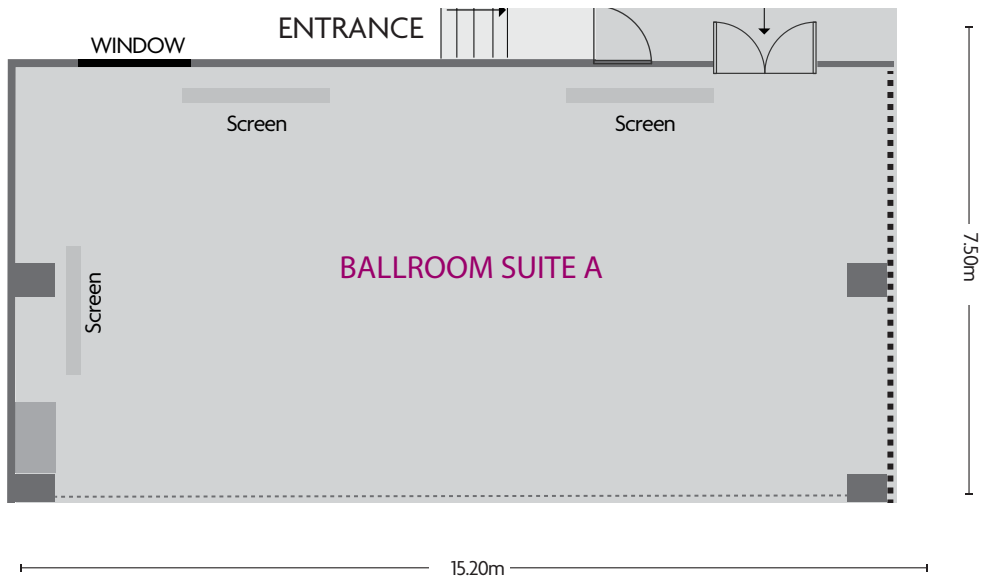 ENTRANCE
WINDOW
Screen
Screen
BALLROOM SUITE A
7.50m
Screen
15.20m